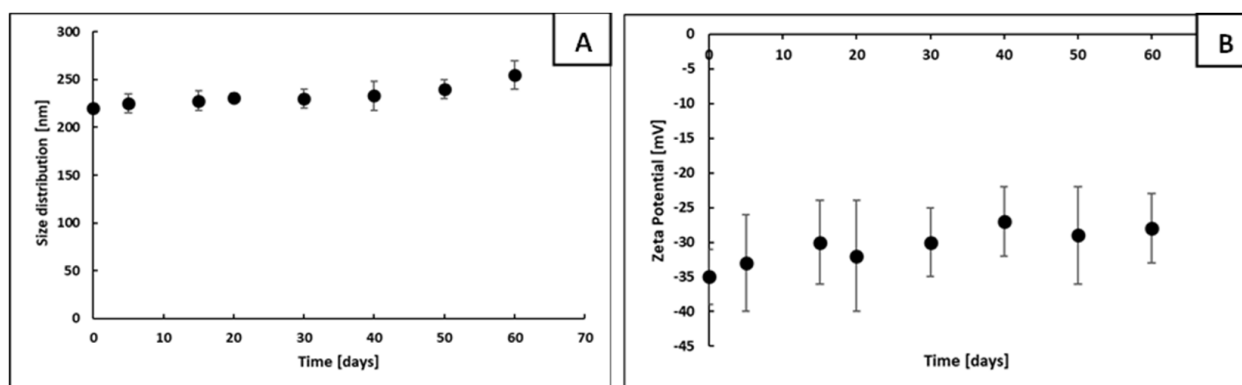 A
300
250
200
150
100
50
0
Size distribution [nm]
0 10 20 30 40 50 60 70
Time [days]
B
0
-5
-10
-15
-20
-25
-30
-35
-40
-45
Zeta Potential [mV]
0 10 20 30 40 50 60
Time [days]